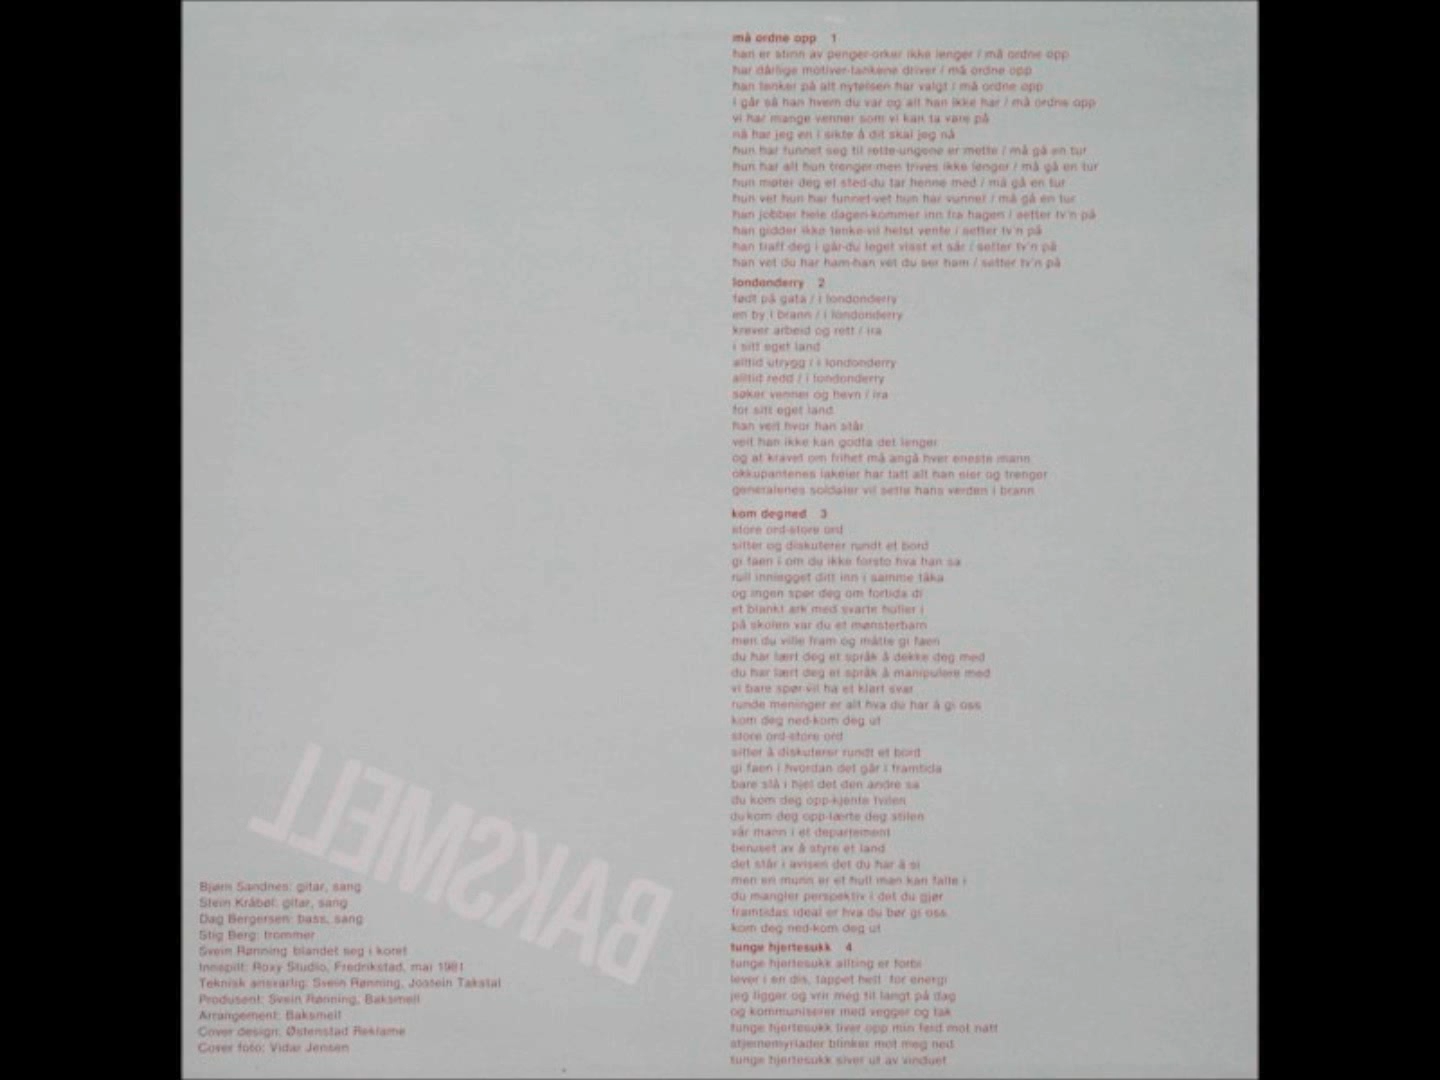 må ordne opp 1
han er stinn av penger-orker ikke lenger / må ordne opp
har dårlige motiver-tankene driver / må ordne opp
han tenker på alt nytelsen har valgt / må ordne opp
i går så han hvem du var og alt han ikke har / må ordne opp
vi har mange venner som vi kan ta vare på
nå har jeg en i sikte å dit skal jeg nå
hun har funnet seg til rette-ungene er mette / må gå en tur
hun har alt hun trenger-men trives ikke lenger / må gå en tur
hun møter deg et sted-du tar henne med / må gå en tur
hun vet hun har funnet-vet hun har vunnet / må gå en tur
han jobber hele dagen-kommer inn fra hagen / setter tv'n på
han gidder ikke tenke-vil helst vente / setter tv'n på
han traff deg i går-du leget visst et sår / setter tv'n på
han vet du har ham-han vet du ser ham / setter tv'n på
londonderry 2
født på gata / i londonderry
en by i brann / i londonderry
krever arbeid og rett / ira
i sitt eget land
alltid utrygg / i londonderry
alltid redd / i londonderry
søker venner og hevn / ira
for sitt eget land
han veit hvor han står
veit han ikke kan godta det lenger
og at kravet om frihet må angå hver eneste mann
okkupantenes lakeier har tatt alt han eier og trenger
generalenes soldater vil sette hans verden i brann
kom degned 3
store ord-store ord
sitter og diskuterer rundt et bord
gi faen i om du ikke forsto hva han sa
rull innlegget ditt inn i samme tåka
og ingen spør deg om fortida di
et blankt ark med svarte huller i
på skolen var du et mønsterbarn
men du ville fram og måtte gi faen
du har lært deg et språk å dekke deg med
du har lært deg et språk å manipulere med
vi bare spør-vil ha et klart svar
runde meninger er alt hva du har å gi oss
kom deg ned-kom deg ut
store ord-store ord
sitter å diskuterer rundt et bord
gi faen i hvordan det går i framtida
bare slå i hjel det den andre sa
du kom deg opp-kjente tvilen
du kom deg opp-lærte deg stilen
vår mann i et departement
beruset av å styre et land
det står i avisen det du har å si
men en munn er et hull man kan falle i
du mangler perspektiv i det du gjør
framtidas ideal er hva du bør gi oss
kom deg ned-kom deg ut
tunge hjertesukk 4
tunge hjertesukk allting er forbi
lever i en dis, tappet helt for energi
jeg ligger og vrir meg til langt på dag
og kommuniserer med vegger og tak
tunge hjertesukk liver opp min ferd mot natt
stjernemyriader blinker mot meg ned
tunge hjertesukk siver ut av vinduet
BAKSMELL
Bjørn Sandnes: gitar, sang
Stein Kråbøl: gitar, sang
Dag Bergersen: bass, sang
Stig Berg: trommer
Svein Rønning blandet seg i koret
Innspilt: Roxy Studio, Fredrikstad, mai 1981
Teknisk ansvarlig: Svein Rønning, Jostein Takstal
Produsent: Svein Rønning, Baksmell
Arrangement: Baksmell
Cover design: Østenstad Reklame
Cover foto: Vidar Jensen